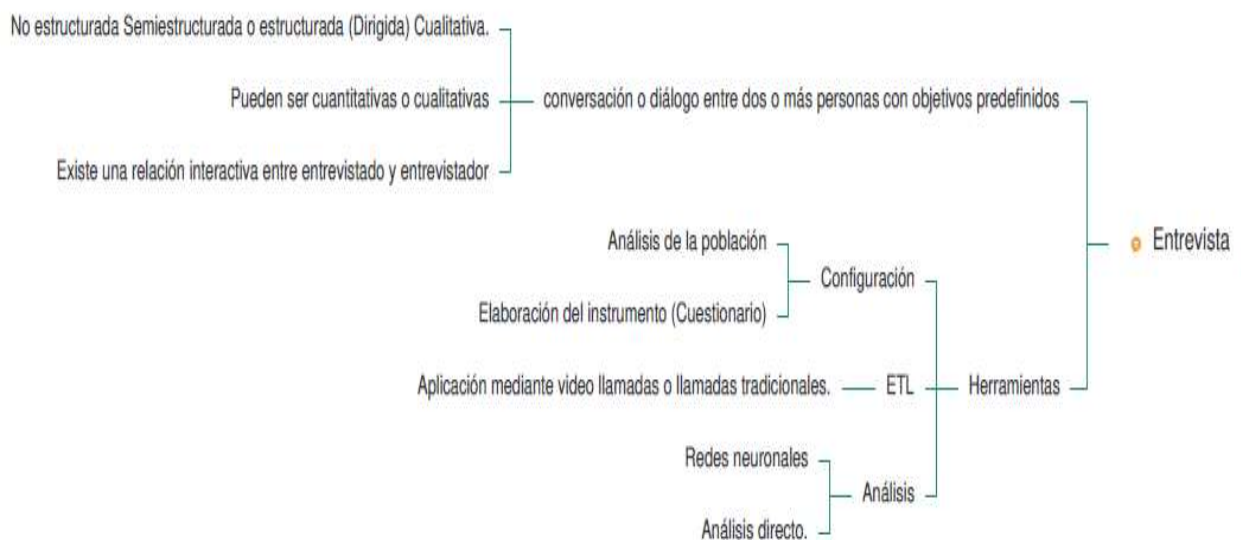 No estructurada Semiestructurada o estructurada (Dirigida) Cualitativa.
Pueden ser cuantitativas o cualitativas
conversación o diálogo entre dos o más personas con objetivos predefinidos
Existe una relación interactiva entre entrevistado y entrevistador
Entrevista
Análisis de la población
Configuración
Elaboración del instrumento (Cuestionario)
Aplicación mediante video llamadas o llamadas tradicionales.
ETL
Herramientas
Redes neuronales
Análisis
Análisis directo.